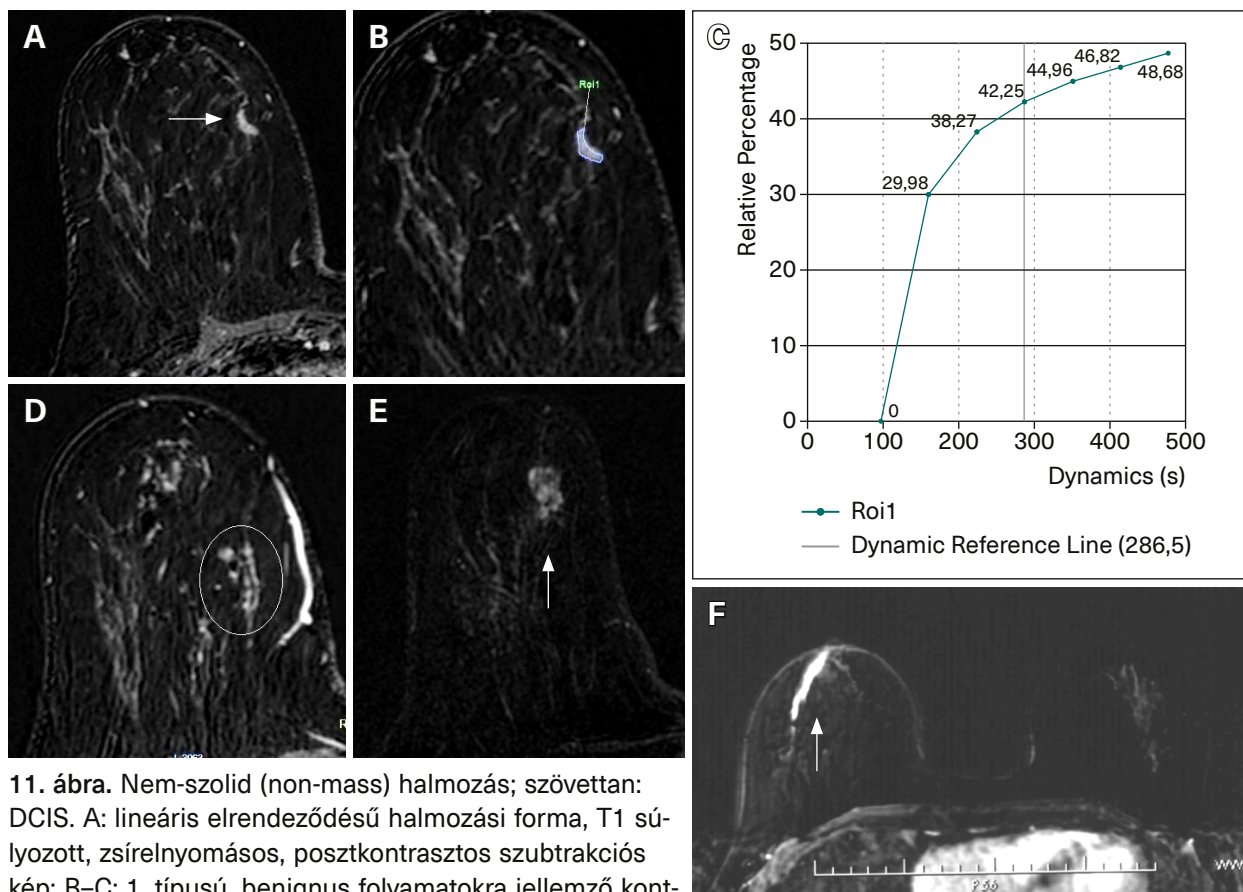 A
B
Roi1
C
50
40
30
20
10
0
Relative Percentage
0
29,98
38,27
42,25
44,96
46,82
48,68
0
100
200
300
400
500
Dynamics (s)
Roi1
Dynamic Reference Line (286,5)
D
R
E
F
P56
WW
11. ábra. Nem-szolid (non-mass) halmozás; szövettan:
DCIS. A: lineáris elrendeződésű halmozási forma, T1 sú-
lyozott, zsírelnyomásos, posztkontrasztos szubtrakciós
kép; B–C: 1. típusú, benignus folyamatokra jellemző kont-